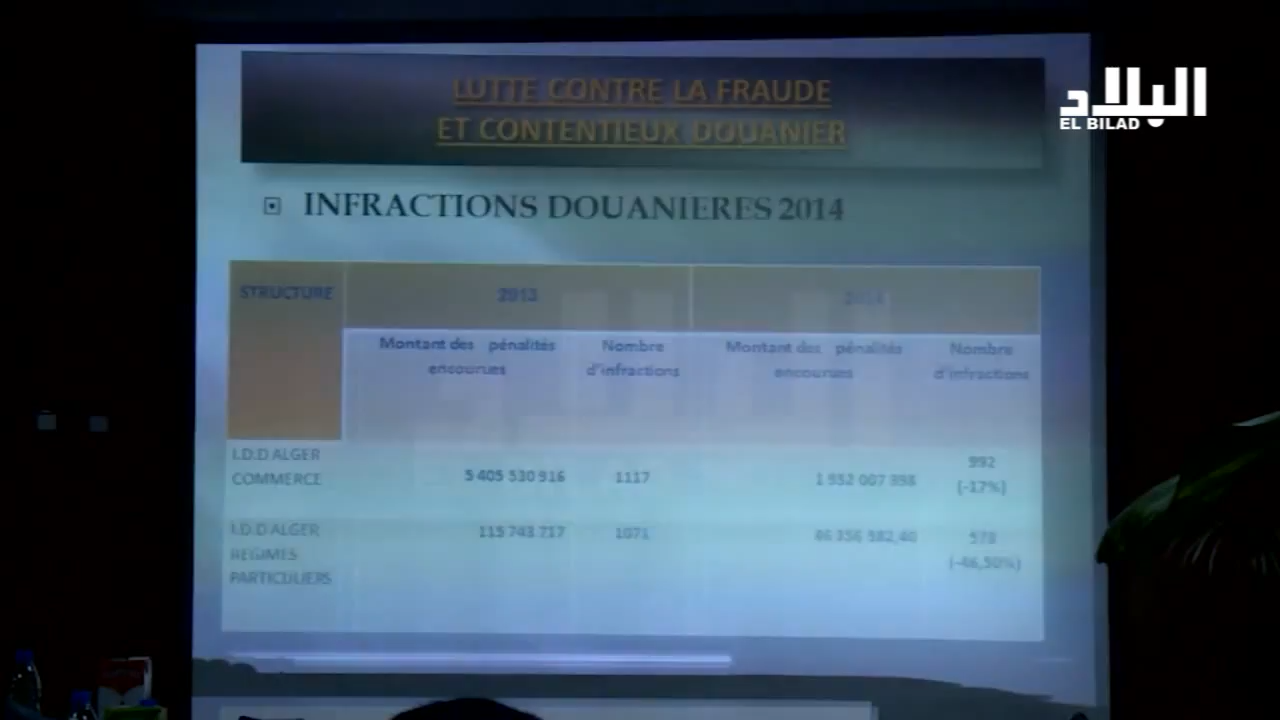 البلاد
EL BILAD
LUTTE CONTRE LA FRAUDE
ET CONTENTIEUX DOUANIER
INFRACTIONS DOUANIERES 2014
STRUCTURE 2013 2014
Montant des pénalités Nombre Montant des pénalités Nombre
encourues d'infractions encourues d'infractions
I.D.D ALGER
COMMERCE 5 405 530 916 1117 992
(-17%)
I.D.D ALGER
REGIMES
PARTICULIERS 115 743 717 1071 (-46,50%)